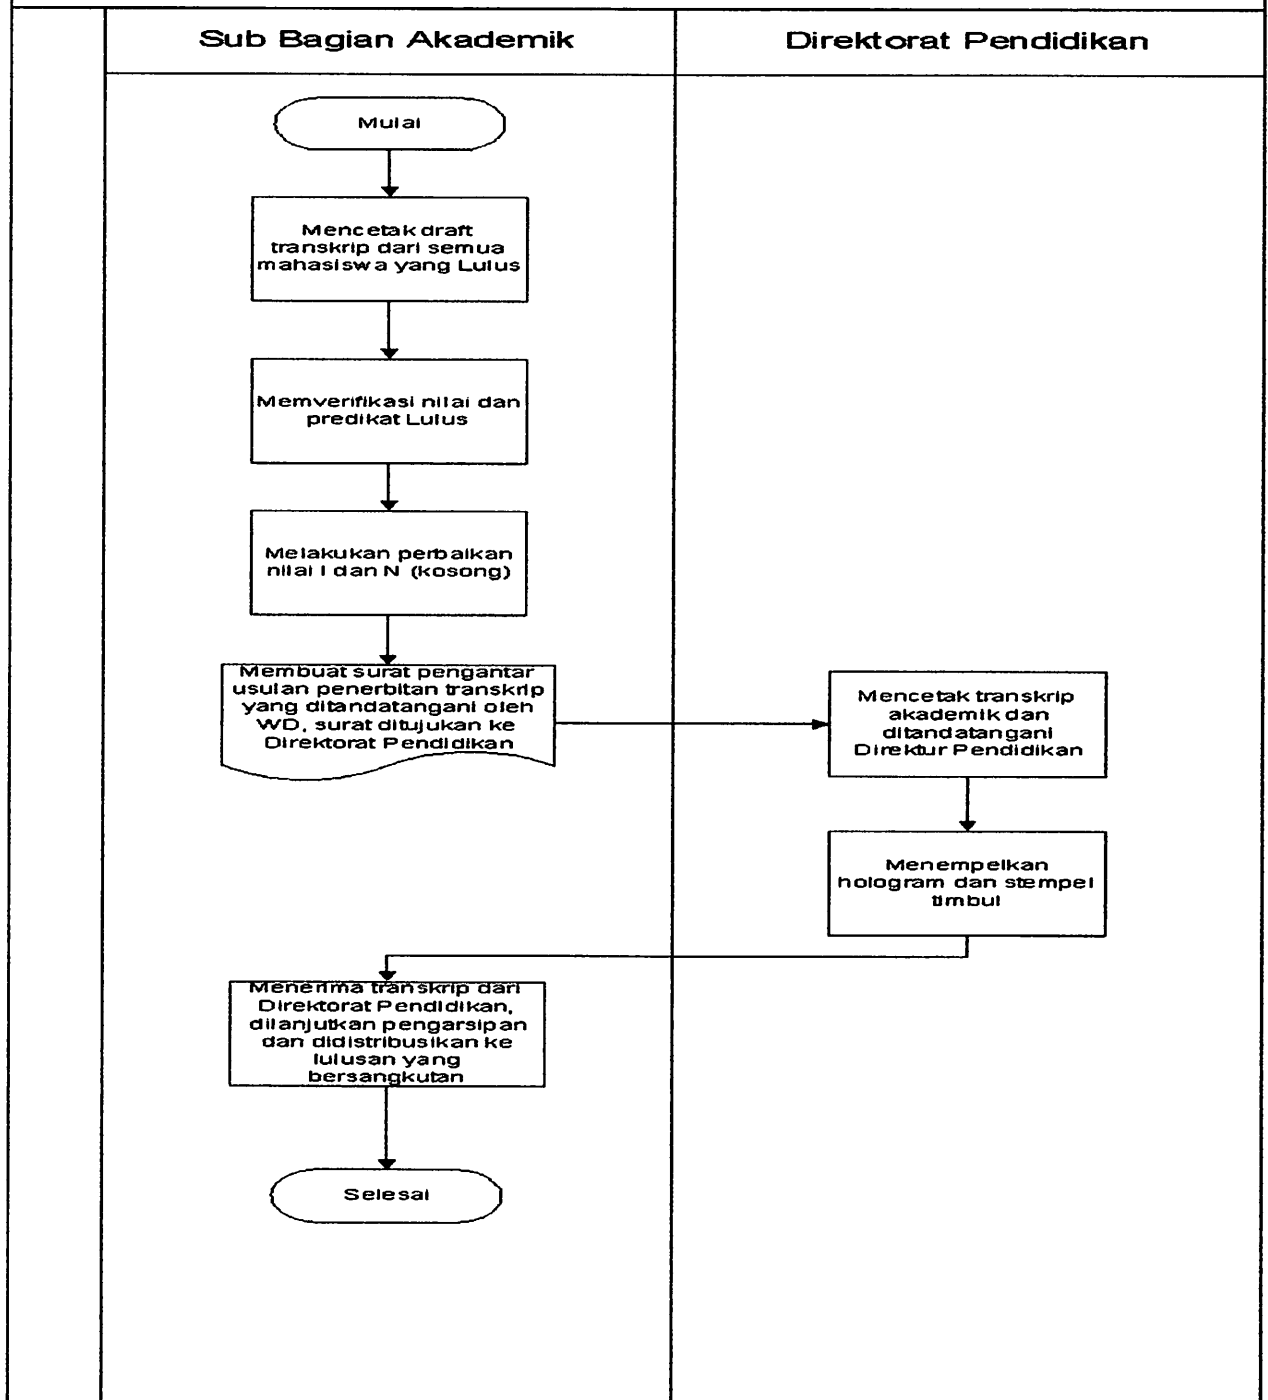 Sub Bagian Akademik
Direktorat Pendidikan
Mulai
Mencetak draft
transkrip dari semua
mahasiswa yang Lulus
Memverifikasi nilai dan
predikat Lulus
Melakukan perbaikan
nilai I dan N (kosong)
Membuat surat pengantar
usulan penerbitan transkrip
yang ditandatangani oleh
WD, surat ditujukan ke
Direktorat Pendidikan
Mencetak transkrip
akademik dan
ditandatangani
Direktur Pendidikan
Menempelkan
hologram dan stempel
timbul
Menerima transkrip dari
Direktorat Pendidikan,
dilanjutkan pengarsipan
dan didistribusikan ke
lulusan yang
bersangkutan
Selesai